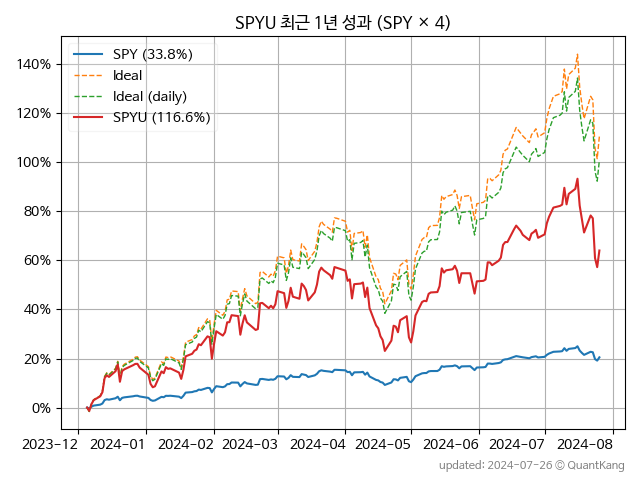 SPYU 최근 1년 성과 (SPY × 4)
SPY (33.8%)
Ideal
Ideal (daily)
SPYU (116.6%)
140%
120%
100%
80%
60%
40%
20%
0%
2023-12 2024-01 2024-02 2024-03 2024-04 2024-05 2024-06 2024-07 2024-08
updated: 2024-07-26 © QuantKang